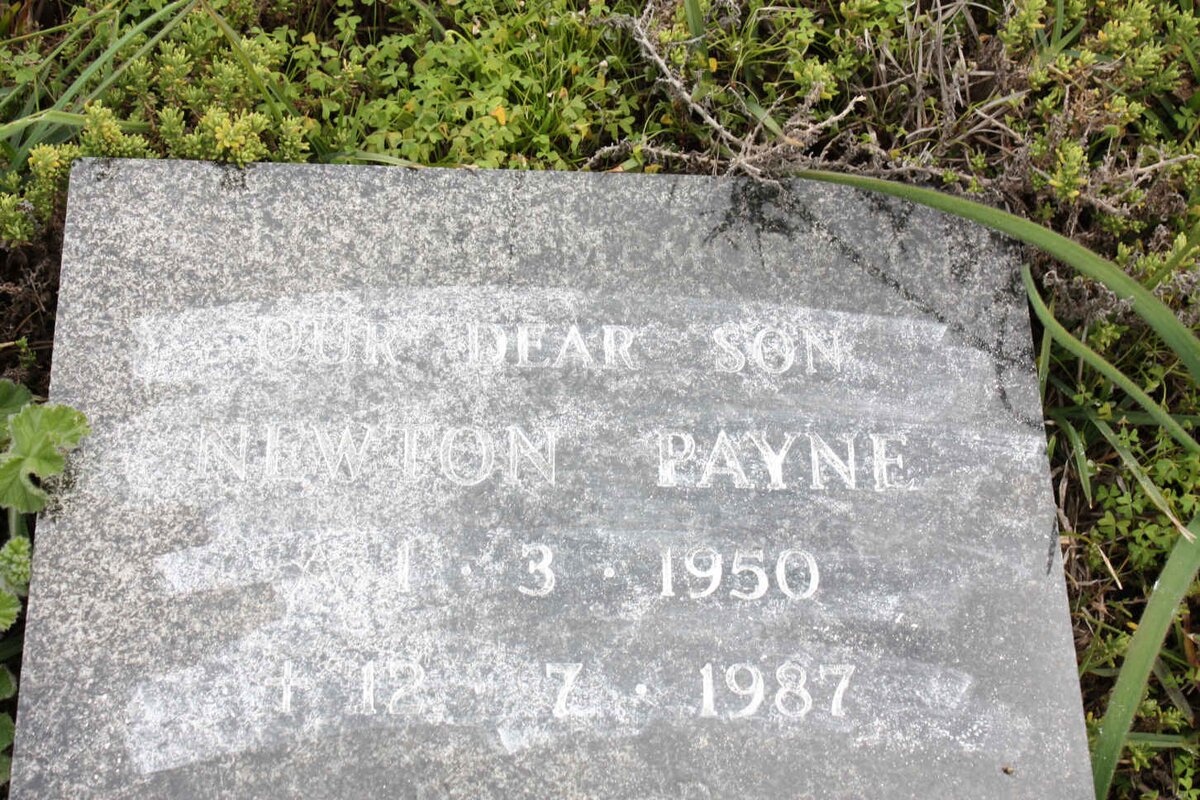 OUR DEAR SON
NEWTON PAYNE
* 1 · 3 · 1950
+ 12 · 7 · 1987